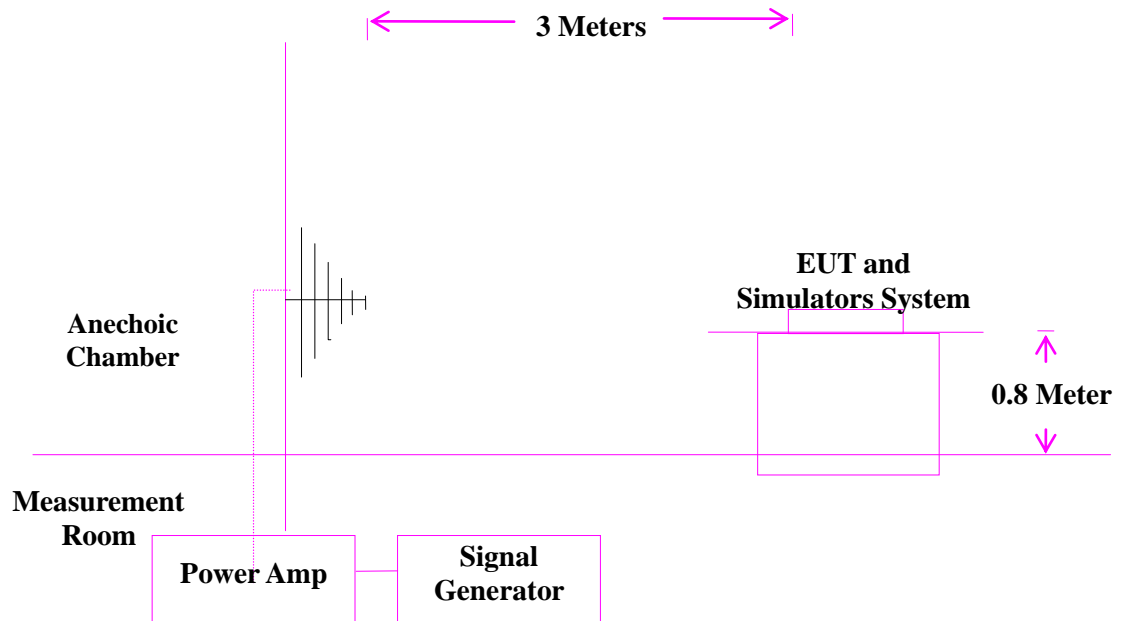 3 Meters
EUT and
Simulators System
Anechoic
Chamber
0.8 Meter
Measurement
Room
Power Amp
Signal
Generator